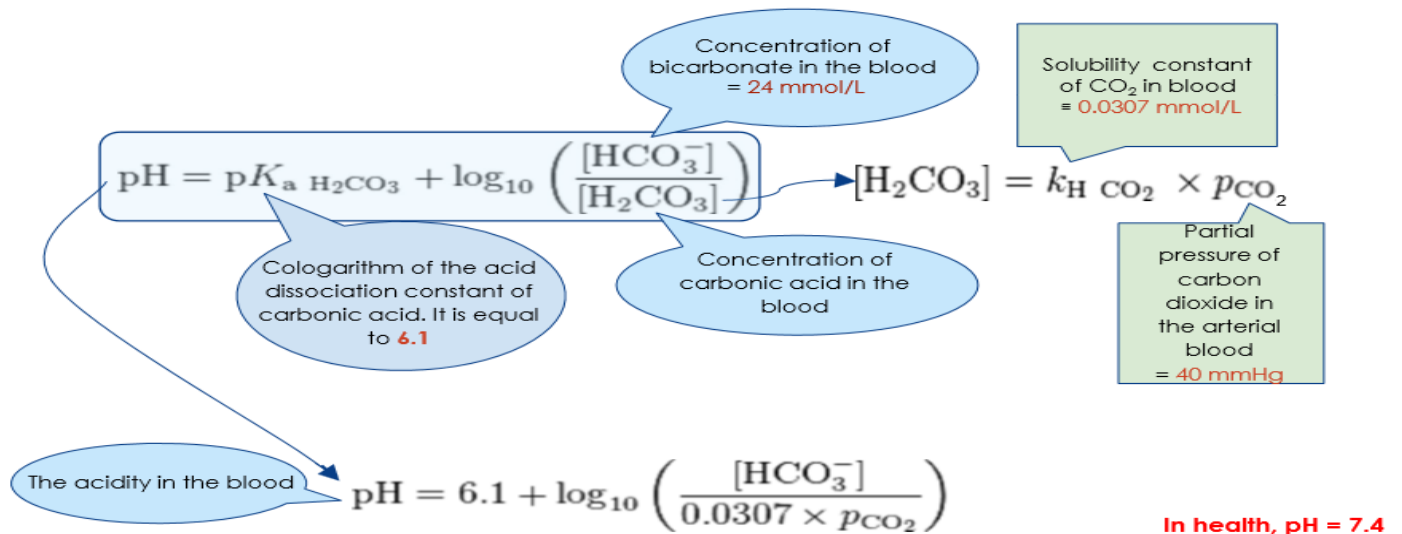 Concentration of
bicarbonate in the blood
= 24 mmol/L
Solubility constant
of CO₂ in blood
= 0.0307 mmol/L
pH = pKₐ H₂CO₃ + log₁₀ ([HCO₃⁻] / [H₂CO₃])
[H₂CO₃] = k_H CO₂ × p_CO₂
Cologarithm of the acid
dissociation constant of
carbonic acid. It is equal
to 6.1
Concentration of
carbonic acid in the
blood
Partial
pressure of
carbon
dioxide in
the arterial
blood
= 40 mmHg
The acidity in the blood
pH = 6.1 + log₁₀ ([HCO₃⁻] / 0.0307 × p_CO₂)
In health, pH = 7.4